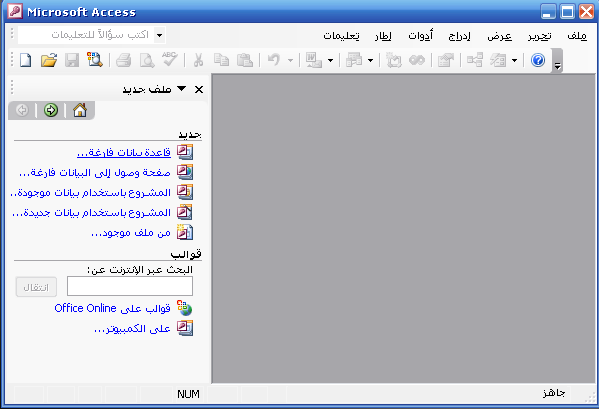 Microsoft Access
ملف تحرير عرض إدراج أدوات إطار تعليمات
اكتب سؤالاً للتعليمات
ملف جديد
جديد
قاعدة بيانات فارغة...
صفحة وصول إلى البيانات فارغة...
المشروع باستخدام بيانات موجودة..
المشروع باستخدام بيانات جديدة...
من ملف موجود...
قوالب
البحث عبر الإنترنت عن:
انتقال
قوالب على Office Online
على الكمبيوتر...
جاهز
NUM